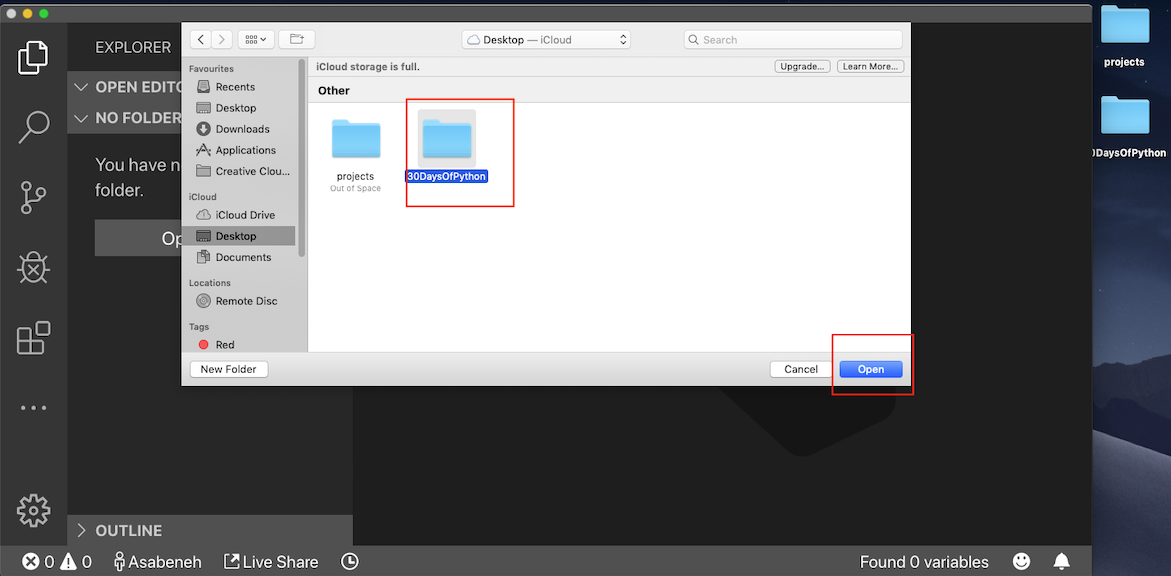 EXPLORER
OPEN EDITO
NO FOLDER
You have n
folder.
Op
Desktop — iCloud
Search
Favourites
Recents
Desktop
Downloads
Applications
Creative Clou...
iCloud
iCloud Drive
Desktop
Documents
Locations
Remote Disc
Tags
Red
iCloud storage is full.
Upgrade...
Learn More...
Other
projects
Out of Space
30DaysOfPython
New Folder
Cancel
Open
OUTLINE
0 0 Asabeneh Live Share Found 0 variables
projects
0DaysOfPython